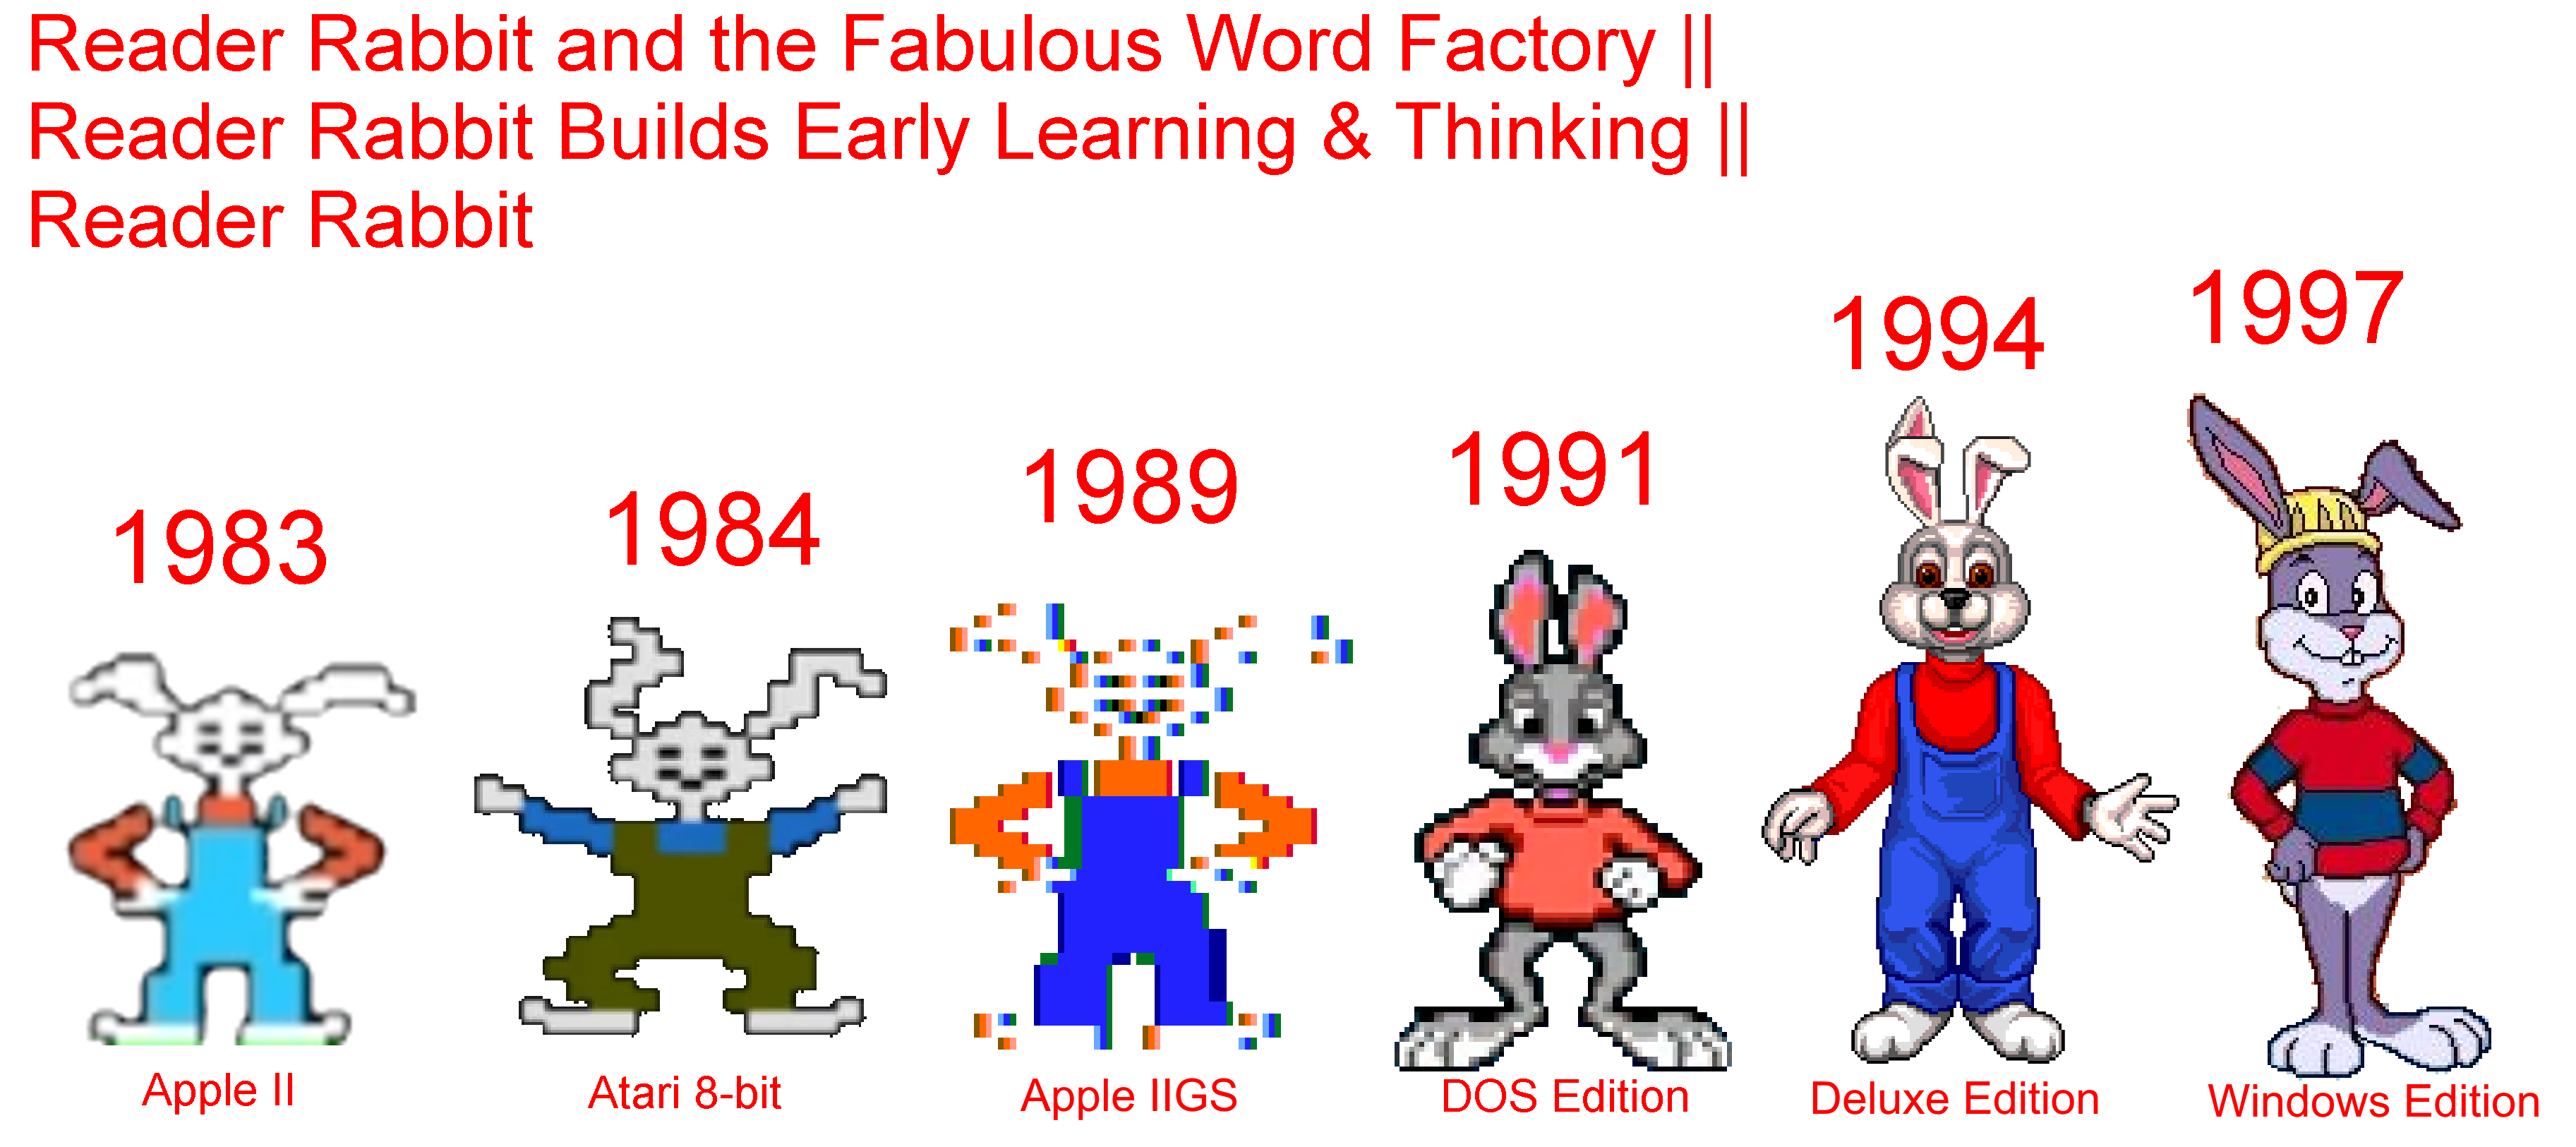 Reader Rabbit and the Fabulous Word Factory ||
Reader Rabbit Builds Early Learning & Thinking ||
Reader Rabbit
1983
1984
1989
1991
1994
1997
Apple II
Atari 8-bit
Apple IIGS
DOS Edition
Deluxe Edition
Windows Edition